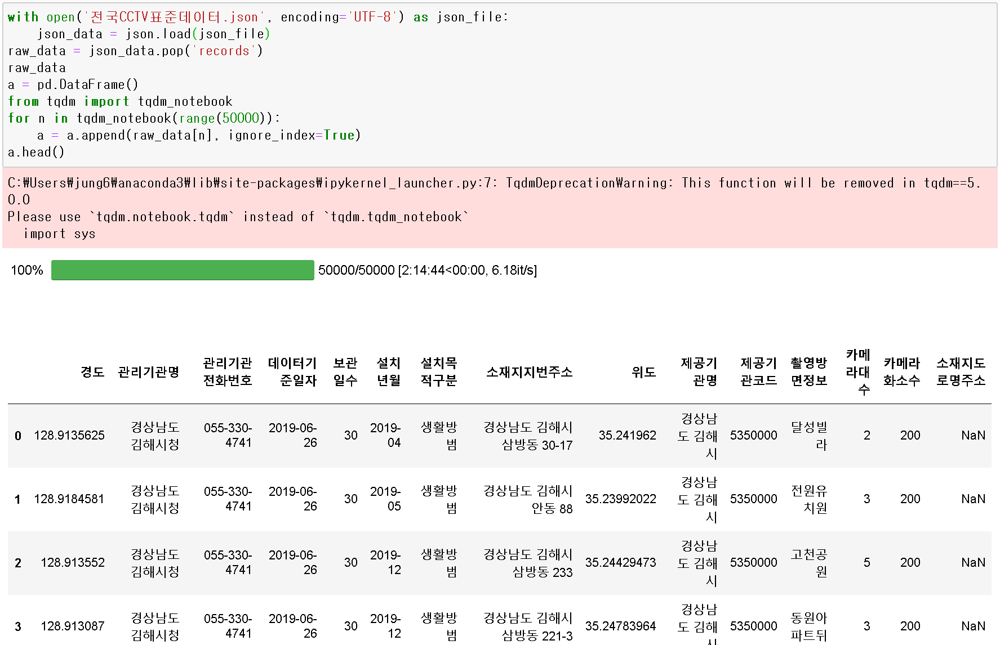 with open('전국CCTV표준데이터.json', encoding='UTF-8') as json_file:
    json_data = json.load(json_file)
raw_data = json_data.pop('records')
raw_data
a = pd.DataFrame()
from tqdm import tqdm_notebook
for n in tqdm_notebook(range(50000)):
    a = a.append(raw_data[n], ignore_index=True)
a.head()
C:₩Users₩jung6₩anaconda3₩lib₩site-packages₩ipykernel_launcher.py:7: TqdmDeprecationWarning: This function will be removed in tqdm==5.
0.0
Please use `tqdm.notebook.tqdm` instead of `tqdm.tqdm_notebook`
  import sys
100% 50000/50000 [2:14:44<00:00, 6.18it/s]
카메
관리기관 데이터기 보관 설치 설치목 제공기 제공기 촬영방 라대 카메라 소재지도
경도 관리기관명 소재지지번주소 위도
전화번호 준일자 일수 년월 적구분 관명 관코드 면정보 수 화소수 로명주소
경상남
경상남도 055-330- 2019-06- 2019- 생활방 경상남도 김해시 달성빌
0 128.9135625 30 35.241962 도 김해 5350000 2 200 NaN
김해시청 4741 26 04 범 삼방동 30-17 라
시
경상남
경상남도 055-330- 2019-06- 2019- 생활방 경상남도 김해시 전원유
1 128.9184581 30 35.23992022 도 김해 5350000 3 200 NaN
김해시청 4741 26 05 범 안동 88 치원
시
경상남
경상남도 055-330- 2019-06- 2019- 생활방 경상남도 김해시 고천공
2 128.913552 30 35.24429473 도 김해 5350000 5 200 NaN
김해시청 4741 26 12 범 삼방동 233 원
시
경상남
경상남도 055-330- 2019-06- 2019- 생활방 경상남도 김해시 동원아
3 128.913087 30 35.24783964 도 김해 5350000 3 200 NaN
김해시청 4741 26 12 범 삼방동 221-3 파트뒤